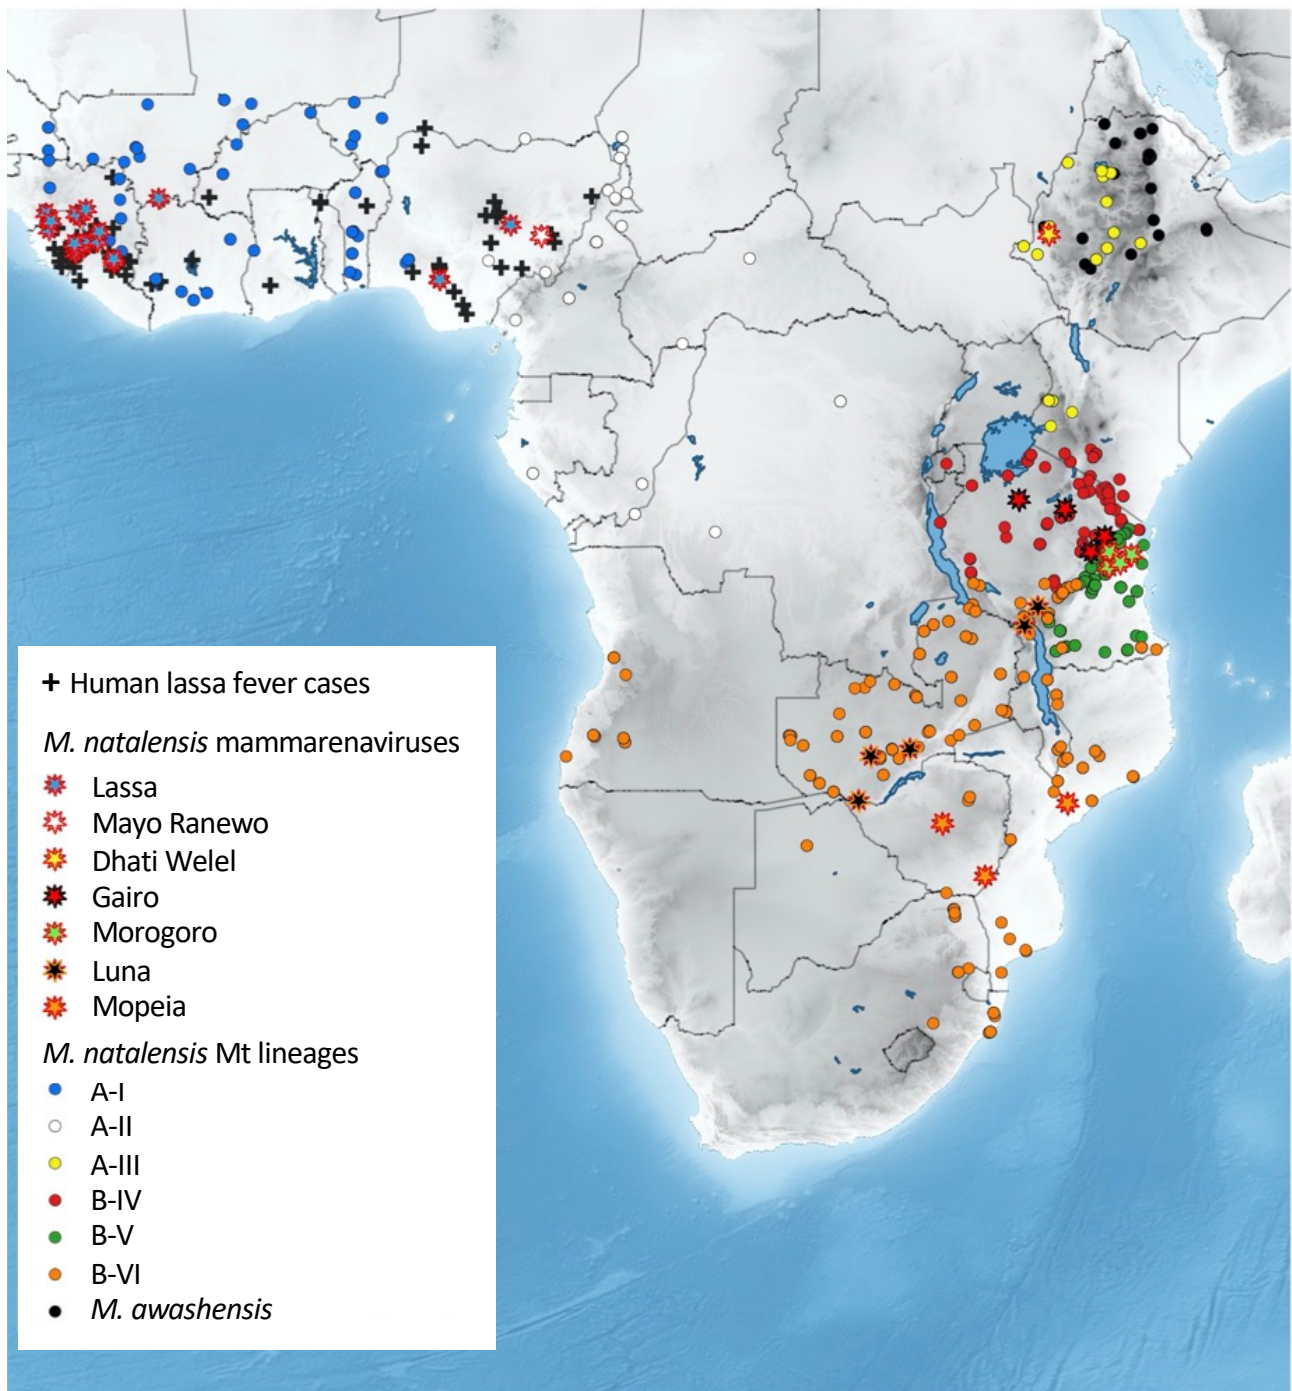 + Human lassa fever cases
M. natalensis mammarenaviruses
Lassa
Mayo Ranewo
Dhati Welel
Gairo
Morogoro
Luna
Mopeia
M. natalensis Mt lineages
A-I
A-II
A-III
B-IV
B-V
B-VI
M. awashensis